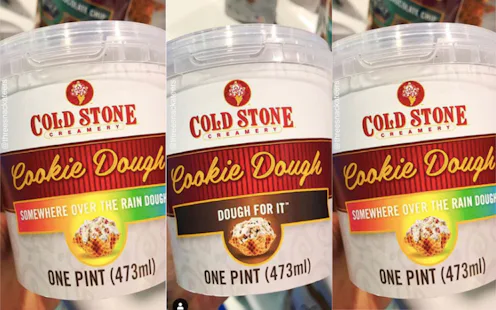 COLD STONE
CREAMERY
Cookie Dough
SOMEWHERE OVER THE RAIN DOUGH
ONE PINT (473ml)
COLD STONE
CREAMERY
Cookie Dough
DOUGH FOR IT™
ONE PINT (473ml)
COLD STONE
CREAMERY
Cookie Dough
SOMEWHERE OVER THE RAIN DOUGH
ONE PINT (473ml)